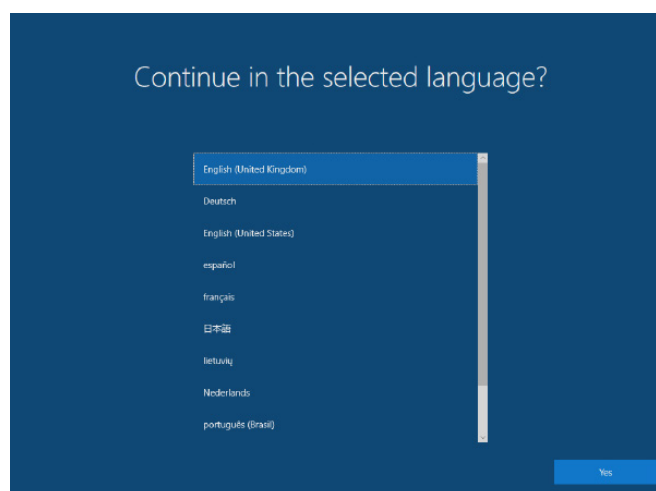 Continue in the selected language?
English (United Kingdom)
Deutsch
English (United States)
español
français
日本語
lietuvių
Nederlands
português (Brasil)
Yes